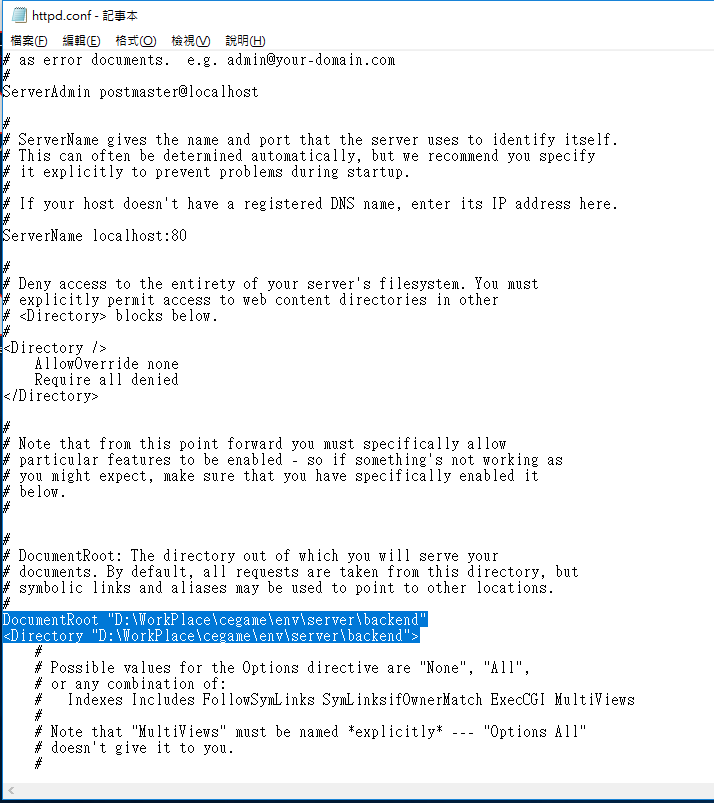 httpd.conf - 記事本
檔案(F) 編輯(E) 格式(O) 檢視(V) 說明(H)
# as error documents.  e.g. admin@your-domain.com
#
ServerAdmin postmaster@localhost
#
# ServerName gives the name and port that the server uses to identify itself.
# This can often be determined automatically, but we recommend you specify
# it explicitly to prevent problems during startup.
#
# If your host doesn't have a registered DNS name, enter its IP address here.
#
ServerName localhost:80
#
# Deny access to the entirety of your server's filesystem. You must
# explicitly permit access to web content directories in other
# <Directory> blocks below.
#
<Directory />
    AllowOverride none
    Require all denied
</Directory>
#
# Note that from this point forward you must specifically allow
# particular features to be enabled - so if something's not working as
# you might expect, make sure that you have specifically enabled it
# below.
#
#
# DocumentRoot: The directory out of which you will serve your
# documents. By default, all requests are taken from this directory, but
# symbolic links and aliases may be used to point to other locations.
#
DocumentRoot "D:\WorkPlace\cegame\env\server\backend"
<Directory "D:\WorkPlace\cegame\env\server\backend">
    #
    # Possible values for the Options directive are "None", "All",
    # or any combination of:
    #   Indexes Includes FollowSymLinks SymLinksifOwnerMatch ExecCGI MultiViews
    #
    # Note that "MultiViews" must be named *explicitly* --- "Options All"
    # doesn't give it to you.
    #